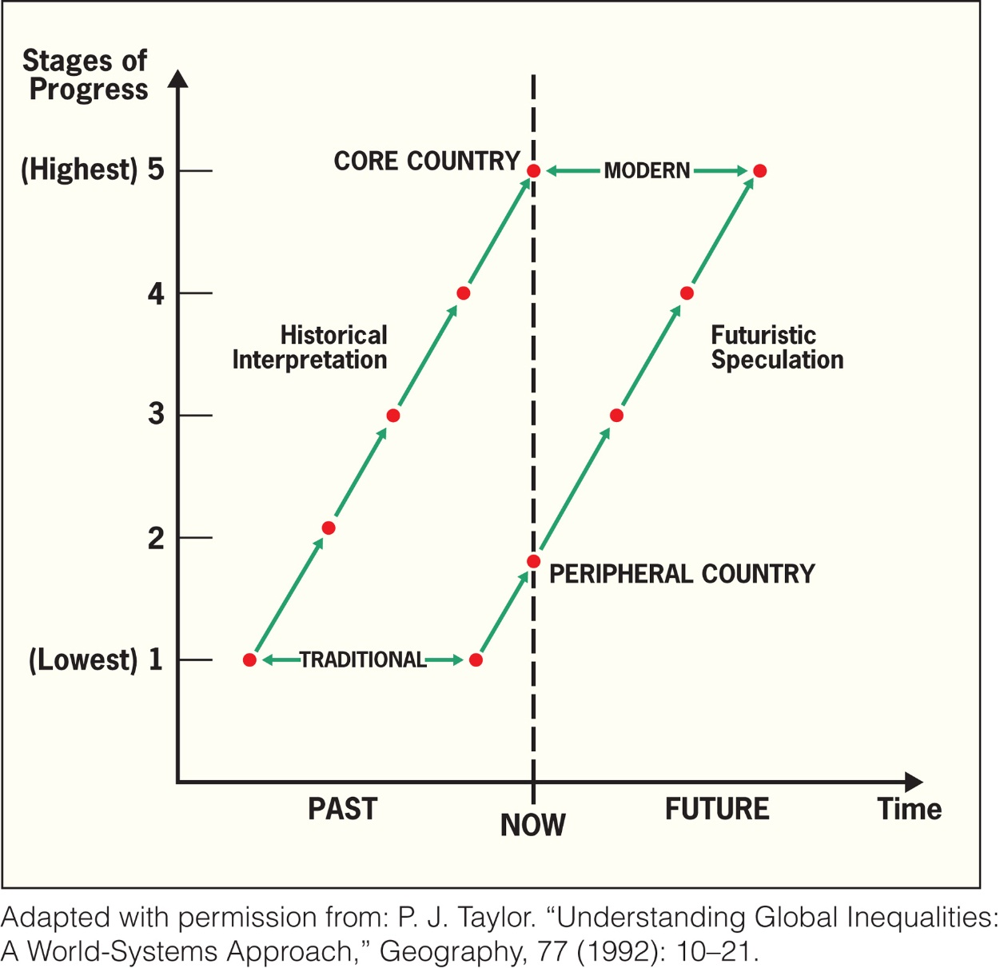 Stages of
Progress
(Highest) 5
CORE COUNTRY
MODERN
4
Historical
Interpretation
Futuristic
Speculation
3
2
PERIPHERAL COUNTRY
(Lowest) 1
TRADITIONAL
PAST
NOW
FUTURE
Time
Adapted with permission from: P. J. Taylor. “Understanding Global Inequalities:
A World-Systems Approach,” Geography, 77 (1992): 10–21.